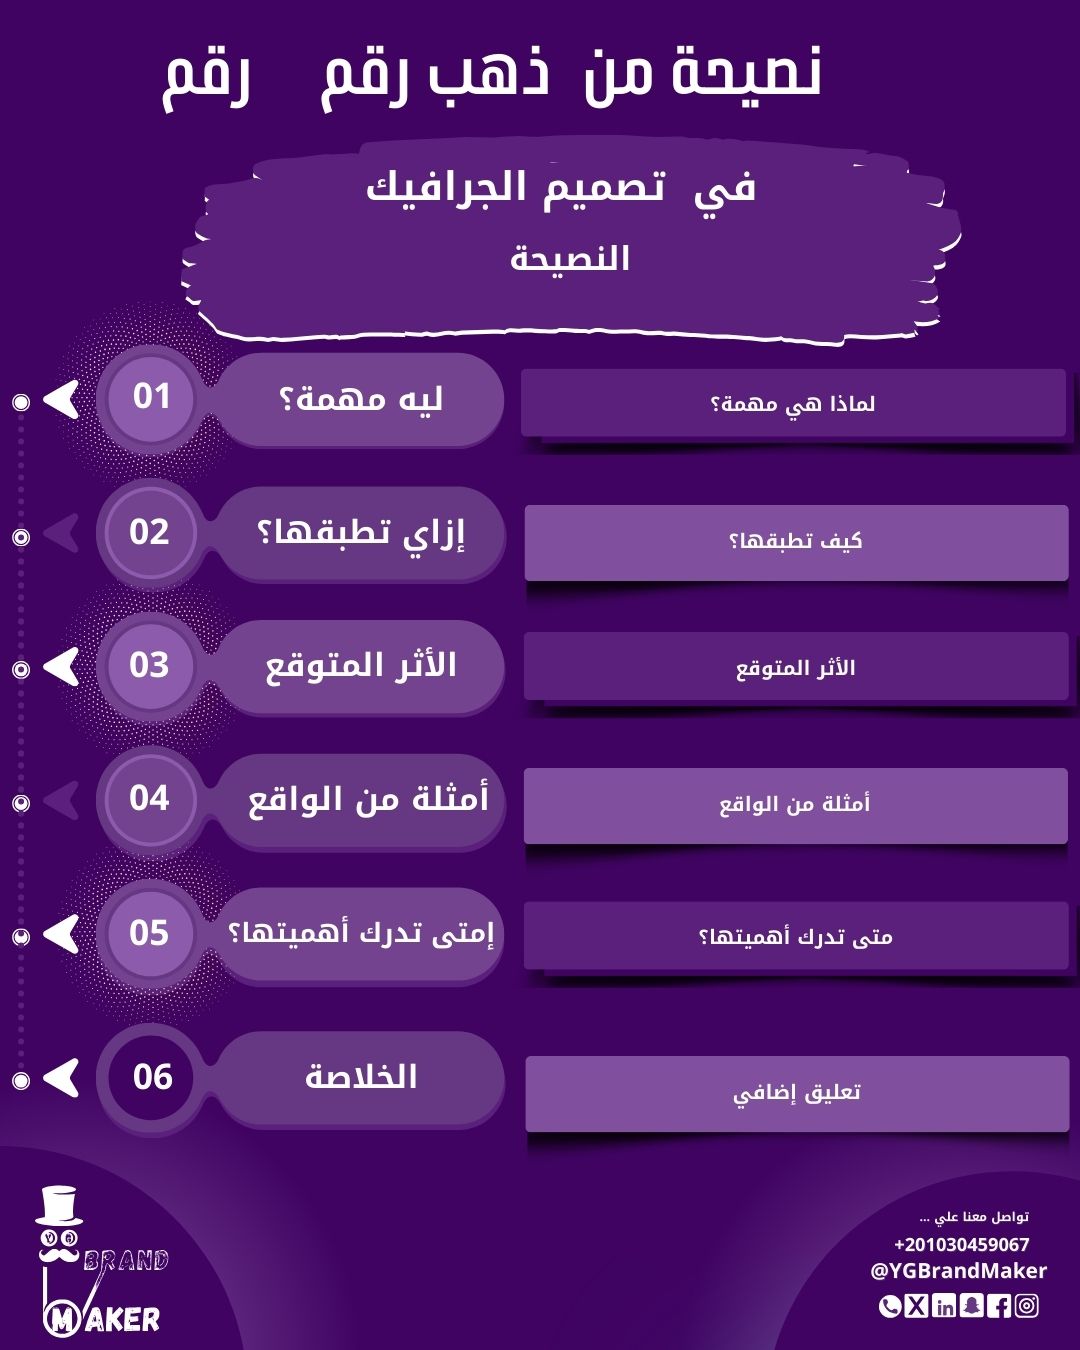 نصيحة من ذهب رقم رقم
في تصميم الجرافيك
النصيحة
01
ليه مهمة؟
لماذا هي مهمة؟
02
إزاي تطبقها؟
كيف تطبقها؟
03
الأثر المتوقع
الأثر المتوقع
04
أمثلة من الواقع
أمثلة من الواقع
05
إمتى تدرك أهميتها؟
متى تدرك أهميتها؟
06
الخلاصة
تعليق إضافي
تواصل معنا علي ...
+201030459067
@YGBrandMaker
BRAND
MAKER